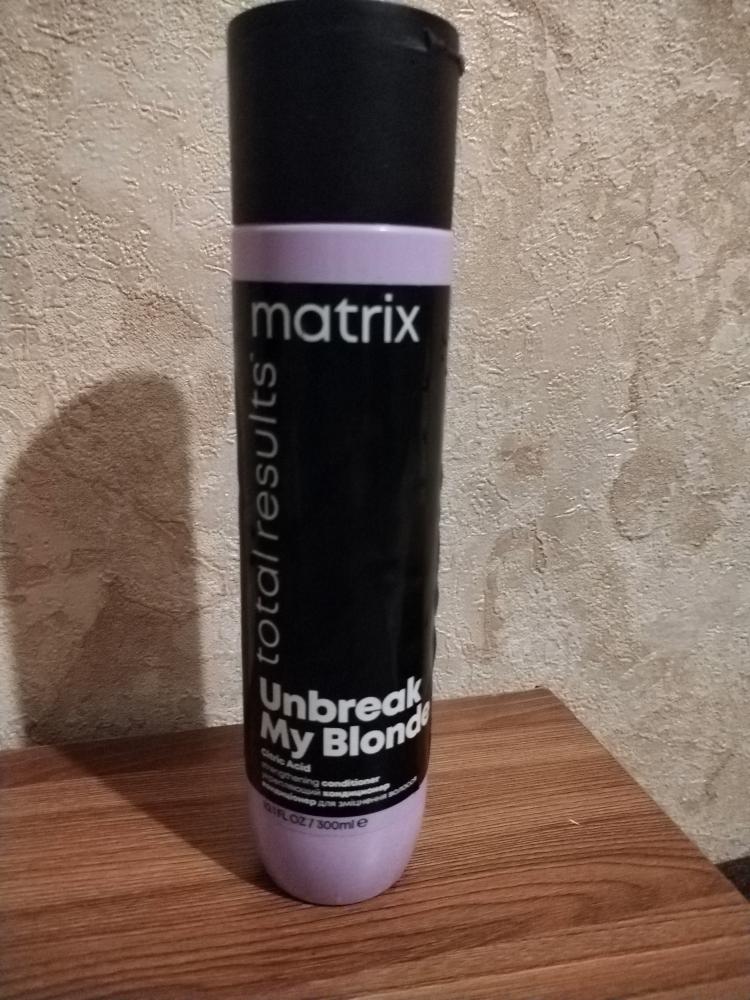 matrix
total results
Unbreak
My Blonde
Citric Acid
strengthening conditioner
укрепляющий кондиционер
кондиціонер для зміцнення волосся
10.1 FL OZ / 300ml ℮